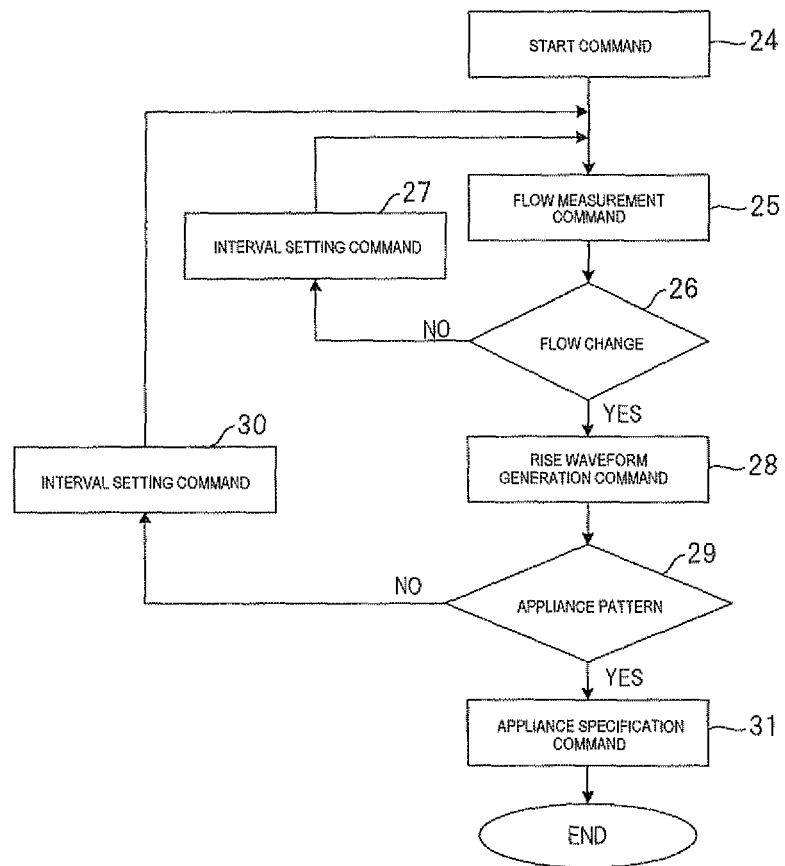 START COMMAND
24
27
FLOW MEASUREMENT
COMMAND
25
INTERVAL SETTING COMMAND
26
NO
FLOW CHANGE
YES
30
RISE WAVEFORM
GENERATION COMMAND
28
INTERVAL SETTING COMMAND
29
NO
APPLIANCE PATTERN
YES
APPLIANCE SPECIFICATION
COMMAND
31
END